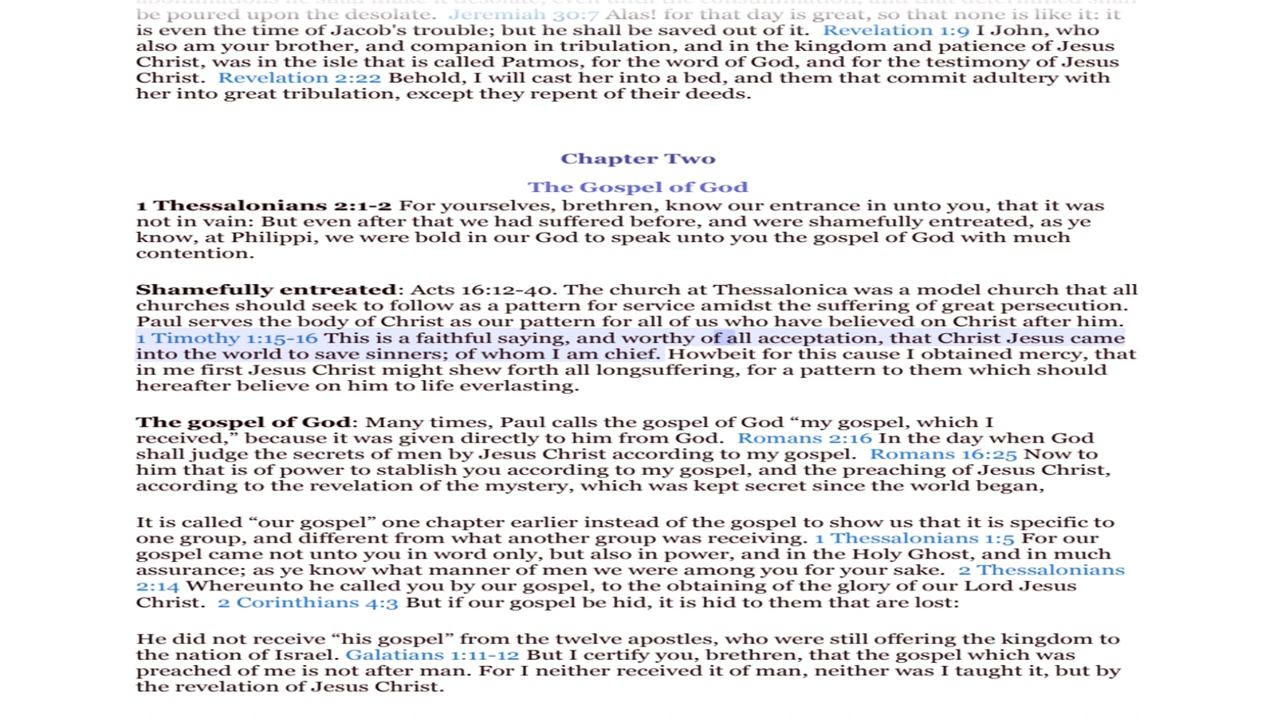 be poured upon the desolate. Jeremiah 30:7 Alas! for that day is great, so that none is like it: it
is even the time of Jacob's trouble; but he shall be saved out of it. Revelation 1:9 I John, who
also am your brother, and companion in tribulation, and in the kingdom and patience of Jesus
Christ, was in the isle that is called Patmos, for the word of God, and for the testimony of Jesus
Christ. Revelation 2:22 Behold, I will cast her into a bed, and them that commit adultery with
her into great tribulation, except they repent of their deeds.
Chapter Two
The Gospel of God
1 Thessalonians 2:1-2 For yourselves, brethren, know our entrance in unto you, that it was
not in vain: But even after that we had suffered before, and were shamefully entreated, as ye
know, at Philippi, we were bold in our God to speak unto you the gospel of God with much
contention.
Shamefully entreated: Acts 16:12-40. The church at Thessalonica was a model church that all
churches should seek to follow as a pattern for service amidst the suffering of great persecution.
Paul serves the body of Christ as our pattern for all of us who have believed on Christ after him.
1 Timothy 1:15-16 This is a faithful saying, and worthy of all acceptation, that Christ Jesus came
into the world to save sinners; of whom I am chief. Howbeit for this cause I obtained mercy, that
in me first Jesus Christ might shew forth all longsuffering, for a pattern to them which should
hereafter believe on him to life everlasting.
The gospel of God: Many times, Paul calls the gospel of God “my gospel, which I
received,” because it was given directly to him from God. Romans 2:16 In the day when God
shall judge the secrets of men by Jesus Christ according to my gospel. Romans 16:25 Now to
him that is of power to stablish you according to my gospel, and the preaching of Jesus Christ,
according to the revelation of the mystery, which was kept secret since the world began,
It is called “our gospel” one chapter earlier instead of the gospel to show us that it is specific to
one group, and different from what another group was receiving. 1 Thessalonians 1:5 For our
gospel came not unto you in word only, but also in power, and in the Holy Ghost, and in much
assurance; as ye know what manner of men we were among you for your sake. 2 Thessalonians
2:14 Whereunto he called you by our gospel, to the obtaining of the glory of our Lord Jesus
Christ. 2 Corinthians 4:3 But if our gospel be hid, it is hid to them that are lost:
He did not receive “his gospel” from the twelve apostles, who were still offering the kingdom to
the nation of Israel. Galatians 1:11-12 But I certify you, brethren, that the gospel which was
preached of me is not after man. For I neither received it of man, neither was I taught it, but by
the revelation of Jesus Christ.